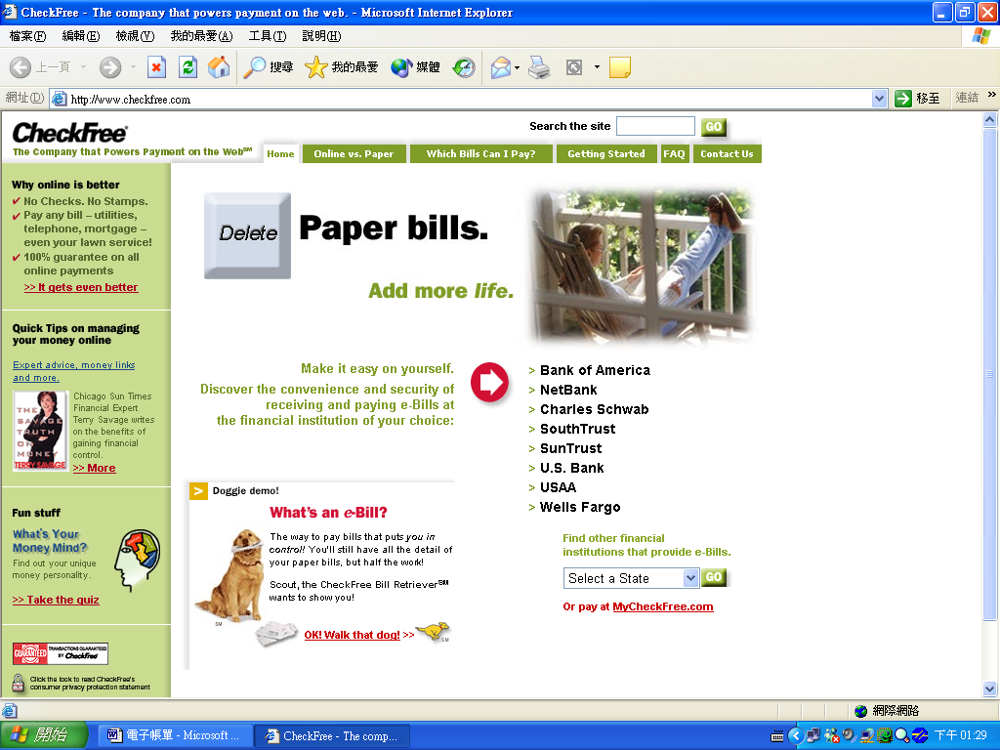 CheckFree - The company that powers payment on the web. - Microsoft Internet Explorer
檔案(F) 編輯(E) 檢視(V) 我的最愛(A) 工具(T) 說明(H)
上一頁 搜尋 我的最愛 媒體
網址(D) http://www.checkfree.com 移至 連結 »
CheckFree®
The Company that Powers Payment on the Web℠
Search the site GO
Home Online vs. Paper Which Bills Can I Pay? Getting Started FAQ Contact Us
Why online is better
No Checks. No Stamps.
Pay any bill – utilities,
telephone, mortgage –
even your lawn service!
100% guarantee on all
online payments
>> It gets even better
Quick Tips on managing
your money online
Expert advice, money links
and more.
THE
SAVAGE
TRUTH
ON
MONEY
TERRY SAVAGE
Chicago Sun Times
Financial Expert
Terry Savage writes
on the benefits of
gaining financial
control.
>> More
Fun stuff
What's Your
Money Mind?
Find out your unique
money personality.
>> Take the quiz
GUARANTEED
TRANSACTIONS GUARANTEED
BY CheckFree
Click the lock to read CheckFree's
consumer privacy protection statement
Delete
Paper bills.
Add more life.
Make it easy on yourself.
Discover the convenience and security of
receiving and paying e-Bills at
the financial institution of your choice:
> Bank of America
> NetBank
> Charles Schwab
> SouthTrust
> SunTrust
> U.S. Bank
> USAA
> Wells Fargo
Find other financial
institutions that provide e-Bills.
Select a State GO
Or pay at MyCheckFree.com
> Doggie demo!
What's an e-Bill?
The way to pay bills that puts you in
control! You'll still have all the detail of
your paper bills, but half the work!
Scout, the CheckFree Bill Retriever℠
wants to show you!
SM
OK! Walk that dog! >>
SM
網際網路
開始 電子帳單 - Microsoft ... CheckFree - The comp... 下午 01:29